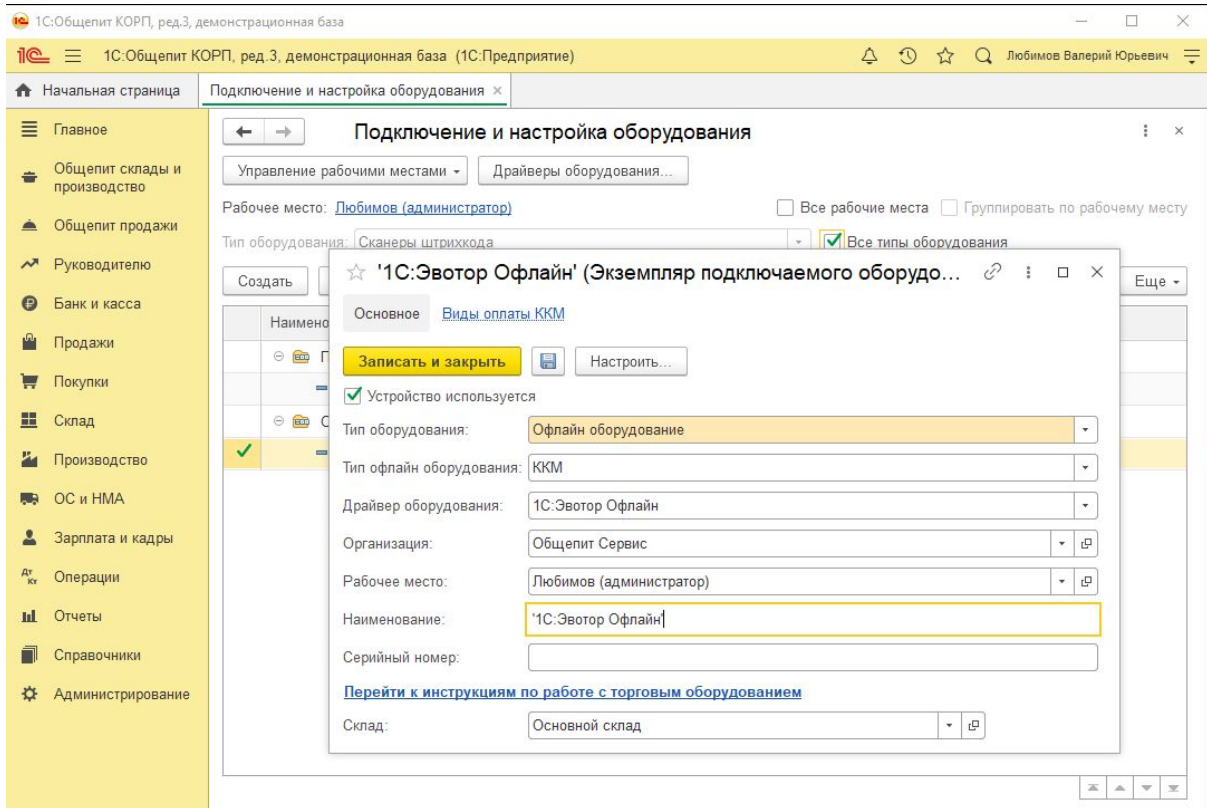 1С:Общепит КОРП, ред.3, демонстрационная база
1С:Общепит КОРП, ред.3, демонстрационная база (1С:Предприятие)
Любимов Валерий Юрьевич
Начальная страница
Подключение и настройка оборудования ×
Главное
Общепит склады и
производство
Общепит продажи
Руководителю
Банк и касса
Продажи
Покупки
Склад
Производство
ОС и НМА
Зарплата и кадры
Операции
Отчеты
Справочники
Администрирование
Подключение и настройка оборудования
Управление рабочими местами
Драйверы оборудования...
Рабочее место: Любимов (администратор)
Все рабочие места
Группировать по рабочему месту
Тип оборудования: Сканеры штрихкода
Все типы оборудования
Создать
Еще
'1С:Эвотор Офлайн' (Экземпляр подключаемого оборудо...
Основное
Виды оплаты ККМ
Записать и закрыть
Настроить...
Устройство используется
Тип оборудования: Офлайн оборудование
Тип офлайн оборудования: ККМ
Драйвер оборудования: 1С:Эвотор Офлайн
Организация: Общепит Сервис
Рабочее место: Любимов (администратор)
Наименование: '1С:Эвотор Офлайн'
Серийный номер:
Перейти к инструкциям по работе с торговым оборудованием
Склад: Основной склад